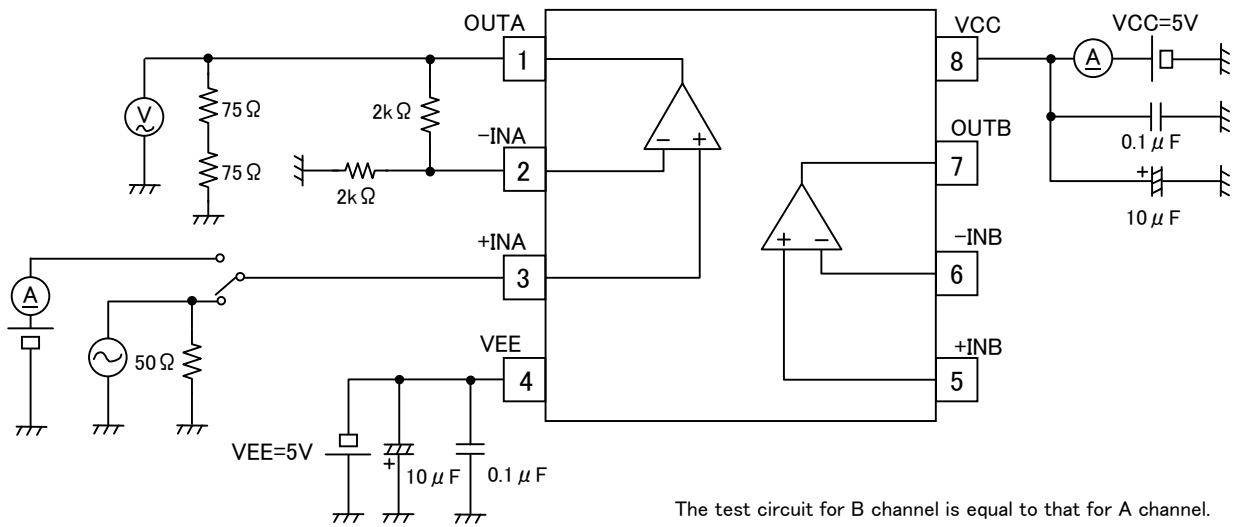 OUTA
VCC
VCC=5V
1
8
A
V
75Ω
2kΩ
0.1μF
-INA
OUTB
2
7
75Ω
2kΩ
+
10μF
- +
+INA
-INB
3
+ -
6
A
VEE
+INB
50Ω
4
5
VEE=5V
+
10μF
0.1μF
The test circuit for B channel is equal to that for A channel.